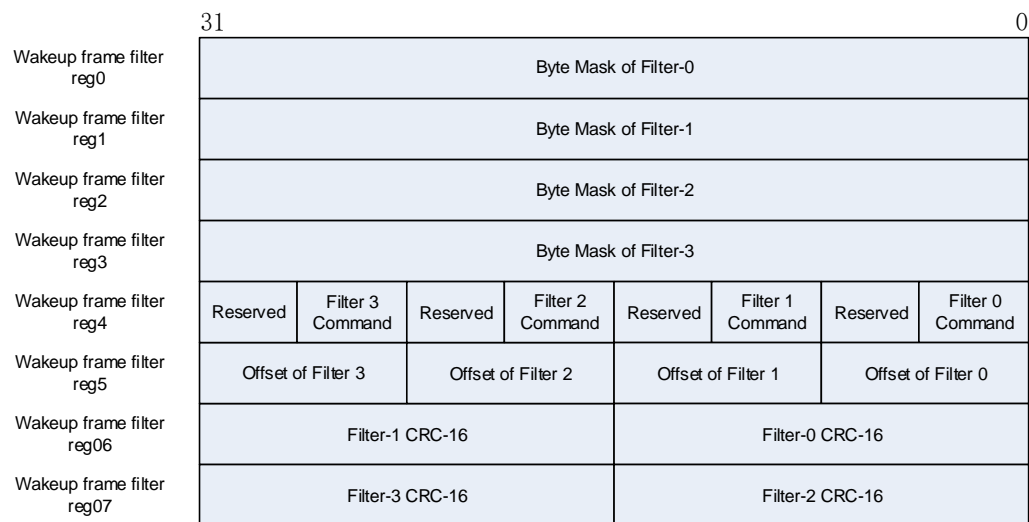 31 0
Wakeup frame filter
reg0
Byte Mask of Filter-0
Wakeup frame filter
reg1
Byte Mask of Filter-1
Wakeup frame filter
reg2
Byte Mask of Filter-2
Wakeup frame filter
reg3
Byte Mask of Filter-3
Wakeup frame filter
reg4
Reserved
Filter 3
Command
Reserved
Filter 2
Command
Reserved
Filter 1
Command
Reserved
Filter 0
Command
Wakeup frame filter
reg5
Offset of Filter 3
Offset of Filter 2
Offset of Filter 1
Offset of Filter 0
Wakeup frame filter
reg06
Filter-1 CRC-16
Filter-0 CRC-16
Wakeup frame filter
reg07
Filter-3 CRC-16
Filter-2 CRC-16